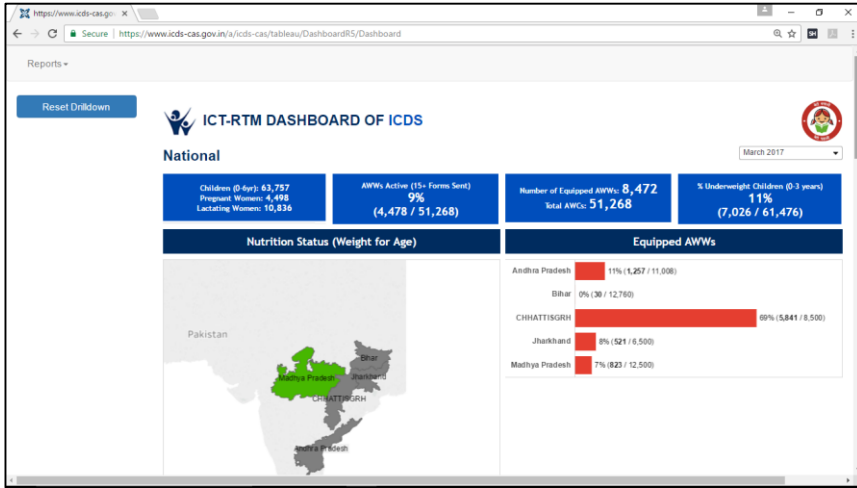 https://www.icds-cas.go
Secure | https://www.icds-cas.gov.in/a/icds-cas/tableau/DashboardR5/Dashboard
SH
Reports
Reset Drilldown
ICT-RTM DASHBOARD OF ICDS
National
March 2017
Children (0-6yr): 63,757
Pregnant Women: 4,498
Lactating Women: 10,836
AWWs Active (15+ Forms Sent)
9%
(4,478 / 51,268)
Number of Equipped AWWs: 8,472
Total AWCs: 51,268
% Underweight Children (0-3 years)
11%
(7,026 / 61,476)
Nutrition Status (Weight for Age)
Pakistan
Bihar
Madhya Pradesh
Jharkhand
CHHATTISGRH
Andhra Pradesh
Equipped AWWs
Andhra Pradesh 11% (1,257 / 11,008)
Bihar 0% (30 / 12,760)
CHHATTISGRH 69% (5,841 / 8,500)
Jharkhand 8% (521 / 6,500)
Madhya Pradesh 7% (823 / 12,500)